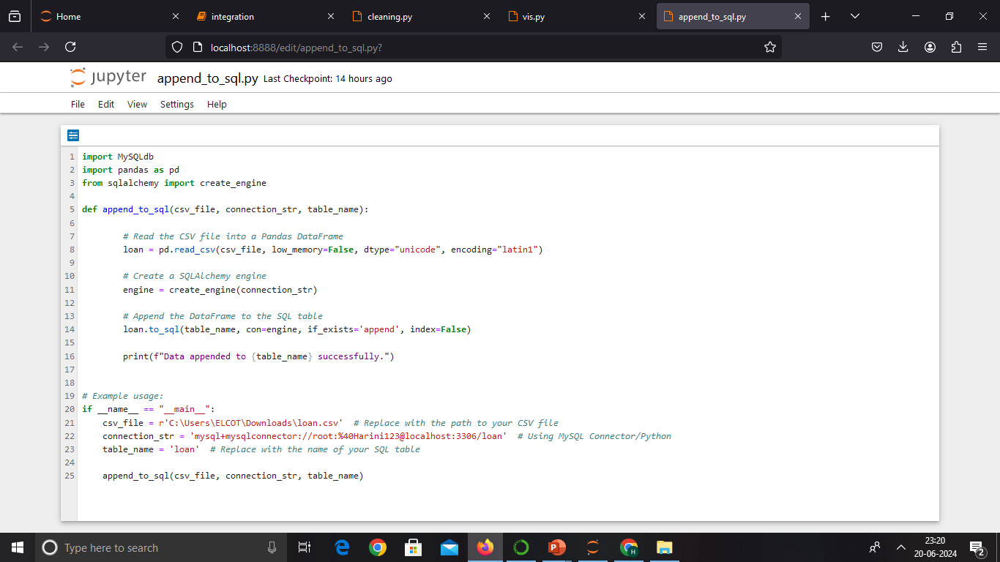 Home
integration
cleaning.py
vis.py
append_to_sql.py
localhost:8888/edit/append_to_sql.py?
jupyter append_to_sql.py Last Checkpoint: 14 hours ago
File Edit View Settings Help
1 import MySQLdb
2 import pandas as pd
3 from sqlalchemy import create_engine
4
5 def append_to_sql(csv_file, connection_str, table_name):
6
7 # Read the CSV file into a Pandas DataFrame
8 loan = pd.read_csv(csv_file, low_memory=False, dtype="unicode", encoding="latin1")
9
10 # Create a SQLAlchemy engine
11 engine = create_engine(connection_str)
12
13 # Append the DataFrame to the SQL table
14 loan.to_sql(table_name, con=engine, if_exists='append', index=False)
15
16 print(f"Data appended to {table_name} successfully.")
17
18
19 # Example usage:
20 if __name__ == "__main__":
21 csv_file = r'C:\Users\ELCOT\Downloads\loan.csv' # Replace with the path to your CSV file
22 connection_str = 'mysql+mysqlconnector://root:%40Harini123@localhost:3306/loan' # Using MySQL Connector/Python
23 table_name = 'loan' # Replace with the name of your SQL table
24
25 append_to_sql(csv_file, connection_str, table_name)
Type here to search
23:20
20-06-2024
2